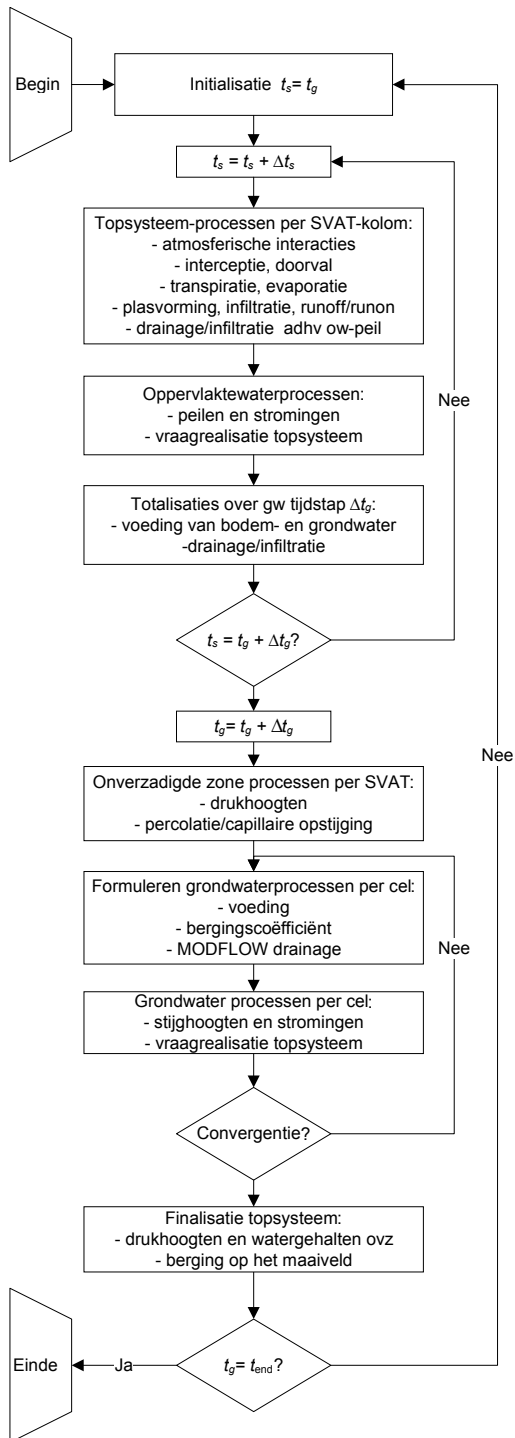 Begin
Initialisatie  ts= tg
ts = ts + Δts
Topsysteem-processen per SVAT-kolom:
- atmosferische interacties
- interceptie, doorval
- transpiratie, evaporatie
- plasvorming, infiltratie, runoff/runon
- drainage/infiltratie  adhv ow-peil
Nee
Oppervlaktewaterprocessen:
- peilen en stromingen
- vraagrealisatie topsysteem
Totalisaties over gw tijdstap Δtg:
- voeding van bodem- en grondwater
-drainage/infiltratie
ts = tg + Δtg?
tg= tg + Δtg
Nee
Onverzadigde zone processen per SVAT:
- drukhoogten
- percolatie/capillaire opstijging
Formuleren grondwaterprocessen per cel:
- voeding
- bergingscoëfficiënt
- MODFLOW drainage
Nee
Grondwater processen per cel:
- stijghoogten en stromingen
- vraagrealisatie topsysteem
Convergentie?
Finalisatie topsysteem:
- drukhoogten en watergehalten ovz
- berging op het maaiveld
Einde
Ja
tg= tend?